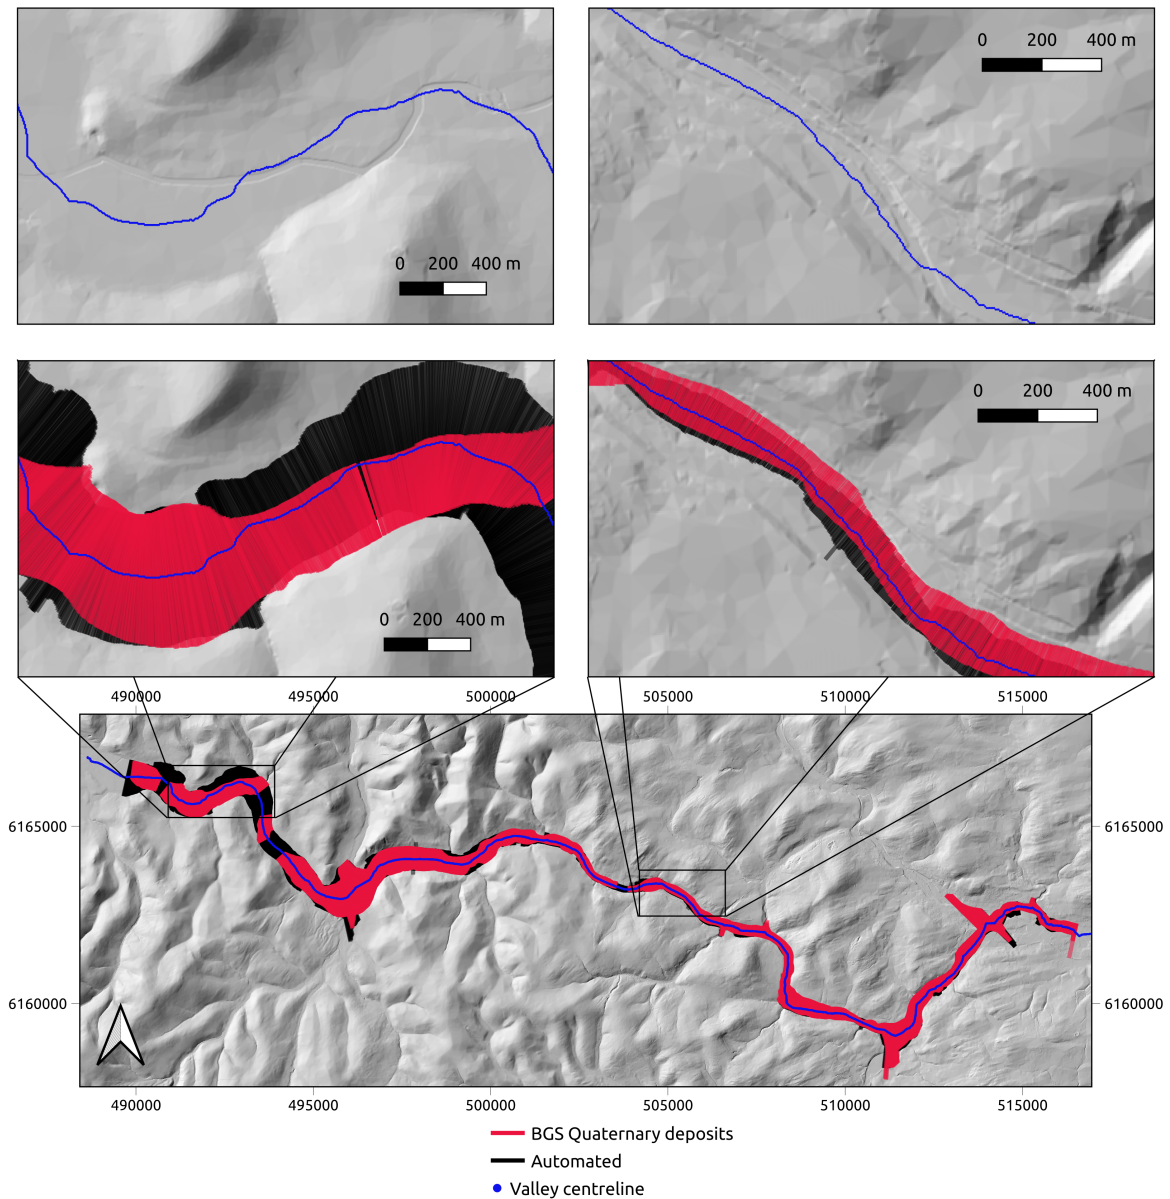 0 200 400 m
0 200 400 m
0 200 400 m
0 200 400 m
490000 495000 500000 505000 510000 515000
6165000 6165000
6160000 6160000
490000 495000 500000 505000 510000 515000
BGS Quaternary deposits
Automated
Valley centreline